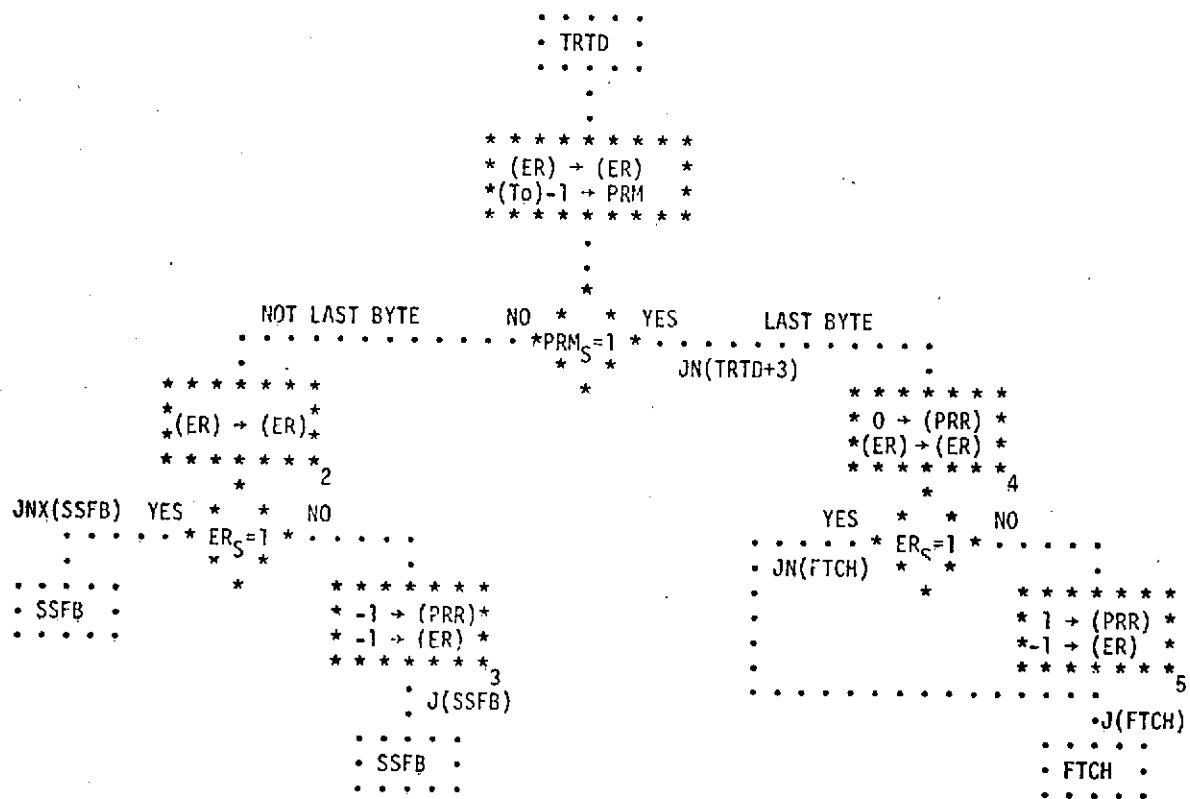 TRTD
(ER) → (ER)
(To)-1 → PRM
NOT LAST BYTE NO YES LAST BYTE
PRMS=1
JN(TRTD+3)
(ER) → (ER)
2
0 → (PRR)
(ER) → (ER)
4
JNX(SSFB) YES NO
ERS=1
SSFB
-1 → (PRR)
-1 → (ER)
3
J(SSFB)
SSFB
YES NO
ERS=1
JN(FTCH)
1 → (PRR)
-1 → (ER)
5
J(FTCH)
FTCH